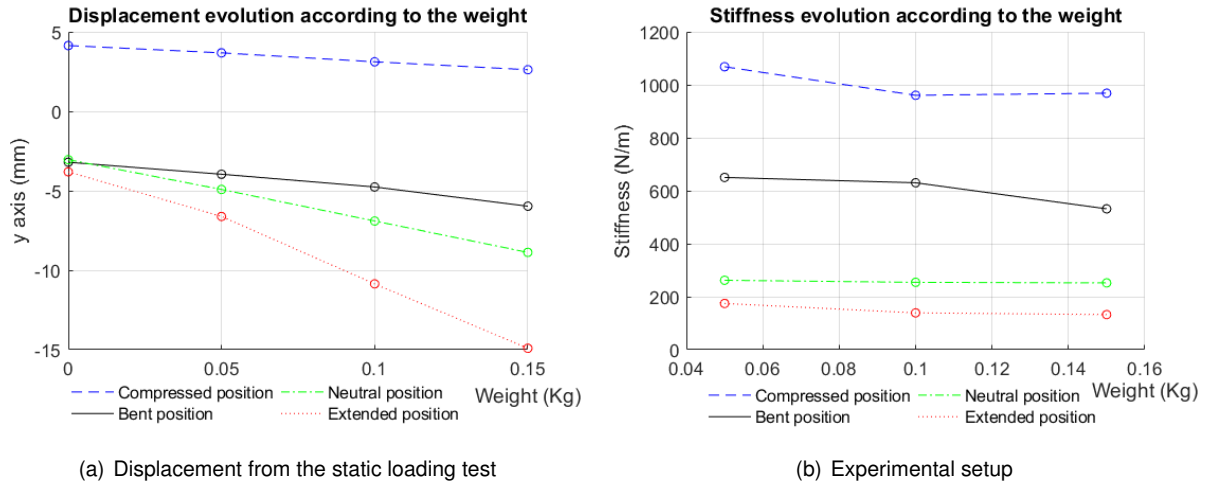 Displacement evolution according to the weight
5
0
-5
-10
-15
y axis (mm)
0
0.05
0.1
0.15
Weight (Kg)
Compressed position
Neutral position
Bent position
Extended position
(a) Displacement from the static loading test
Stiffness evolution according to the weight
1200
1000
800
600
400
200
0
Stiffness (N/m)
0.04
0.06
0.08
0.1
0.12
0.14
0.16
Weight (Kg)
Compressed position
Neutral position
Bent position
Extended position
(b) Experimental setup